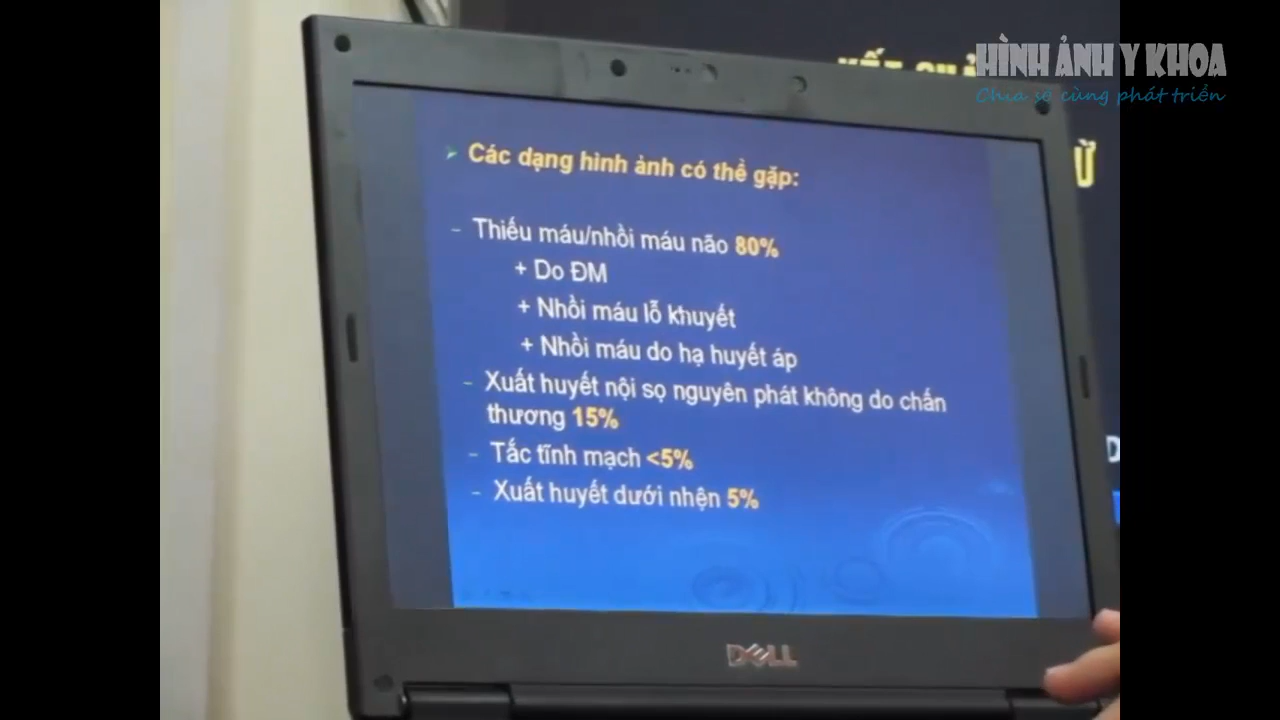 HÌNH ẢNH Y KHOA
Chia sẻ cùng phát triển
Các dạng hình ảnh có thể gặp:
- Thiếu máu/nhồi máu não 80%
+ Do ĐM
+ Nhồi máu lỗ khuyết
+ Nhồi máu do hạ huyết áp
- Xuất huyết nội sọ nguyên phát không do chấn
thương 15%
- Tắc tĩnh mạch <5%
- Xuất huyết dưới nhện 5%
DELL